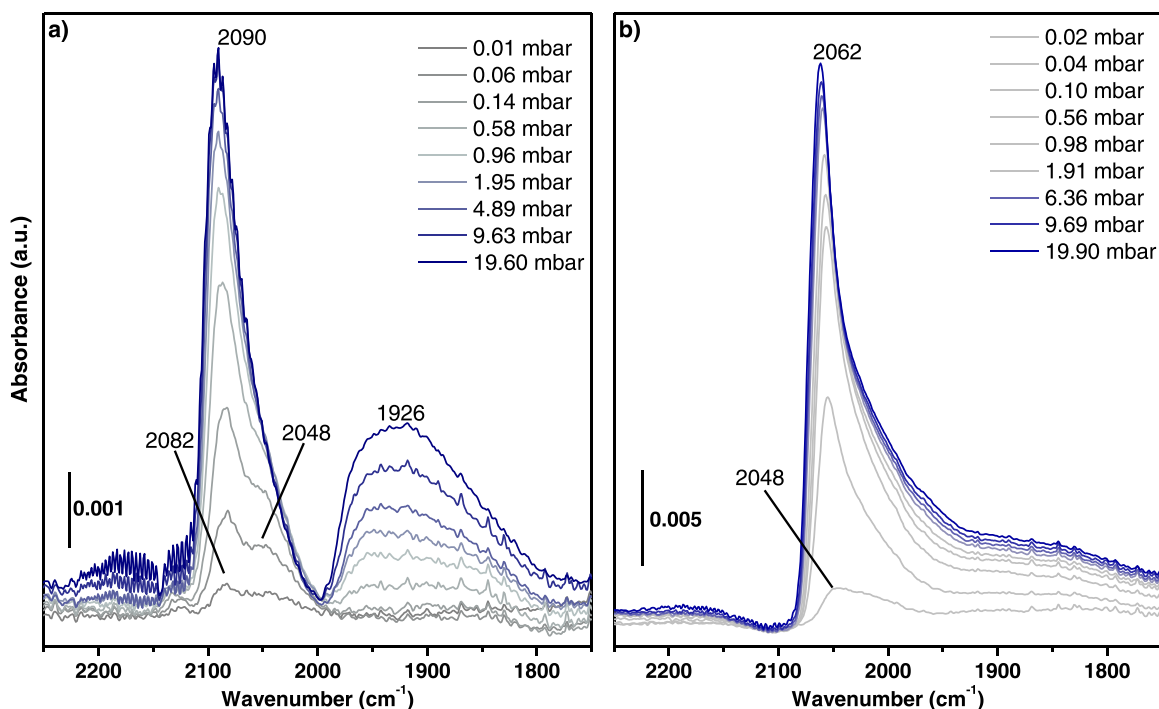 a)
2090
0.01 mbar
0.06 mbar
0.14 mbar
0.58 mbar
0.96 mbar
1.95 mbar
4.89 mbar
9.63 mbar
19.60 mbar
2082
2048
1926
0.001
2200
2100
2000
1900
1800
Wavenumber (cm⁻¹)
Absorbance (a.u.)
b)
2062
0.02 mbar
0.04 mbar
0.10 mbar
0.56 mbar
0.98 mbar
1.91 mbar
6.36 mbar
9.69 mbar
19.90 mbar
2048
0.005
2200
2100
2000
1900
1800
Wavenumber (cm⁻¹)